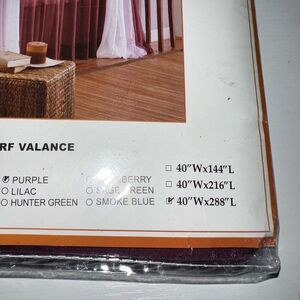 RF VALANCE
PURPLE BERRY 40"Wx144"L
LILAC SAGE GREEN 40"Wx216"L
HUNTER GREEN SMOKE BLUE 40"Wx288"L